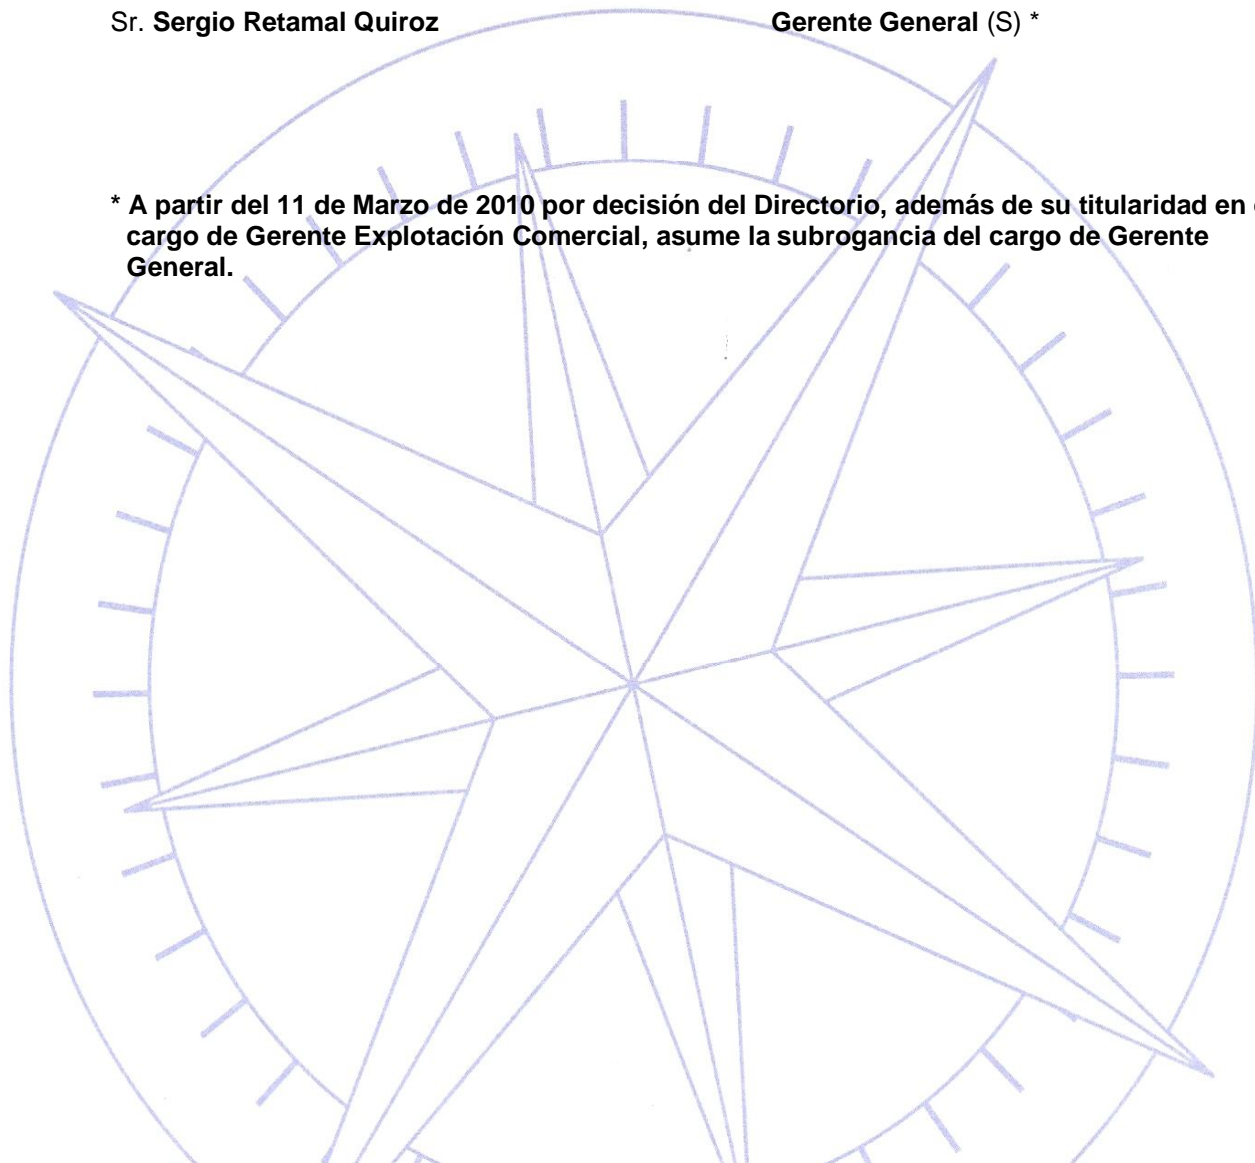 Sr. Sergio Retamal Quiroz Gerente General (S) *
* A partir del 11 de Marzo de 2010 por decisión del Directorio, además de su titularidad en
cargo de Gerente Explotación Comercial, asume la subrogancia del cargo de Gerente
General.